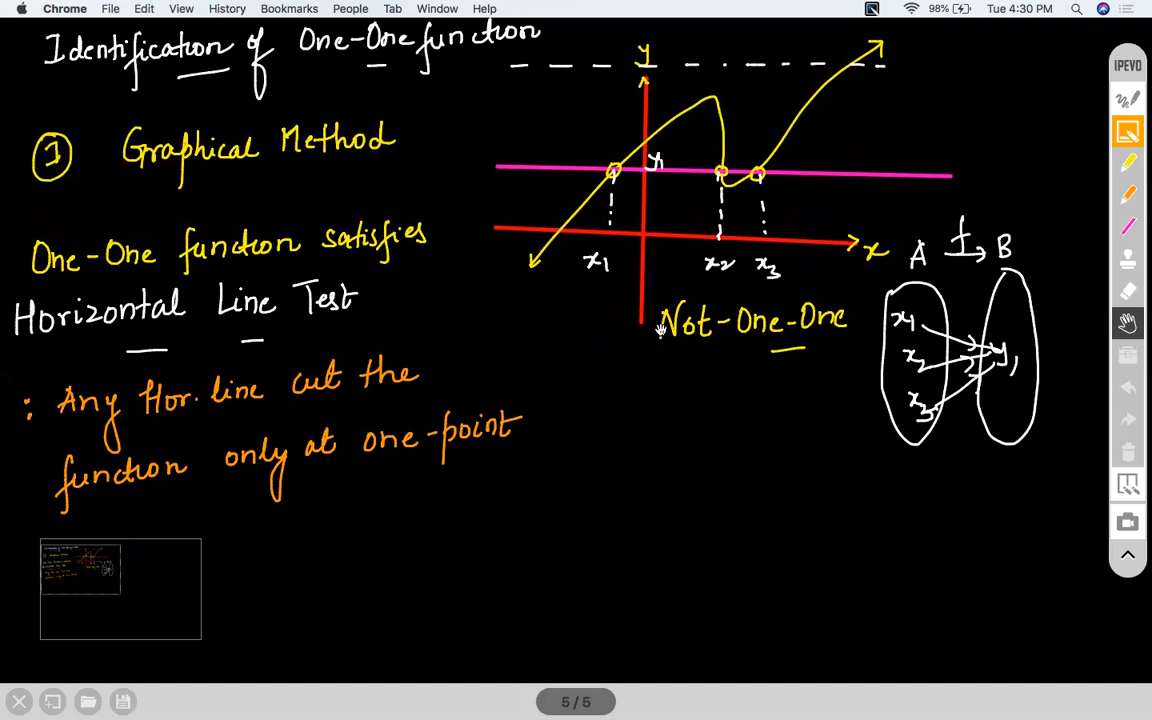 Chrome File Edit View History Bookmarks People Tab Window Help
98% Tue 4:30 PM
Identification of One-One function
① Graphical Method
One-One function satisfies
Horizontal Line Test
: Any Hor. line cut the
function only at one-point
y
IPEVO
y1
x
x1 x2 x3
Not-One-One
A f B
x1
x2
x3
y1
5/5